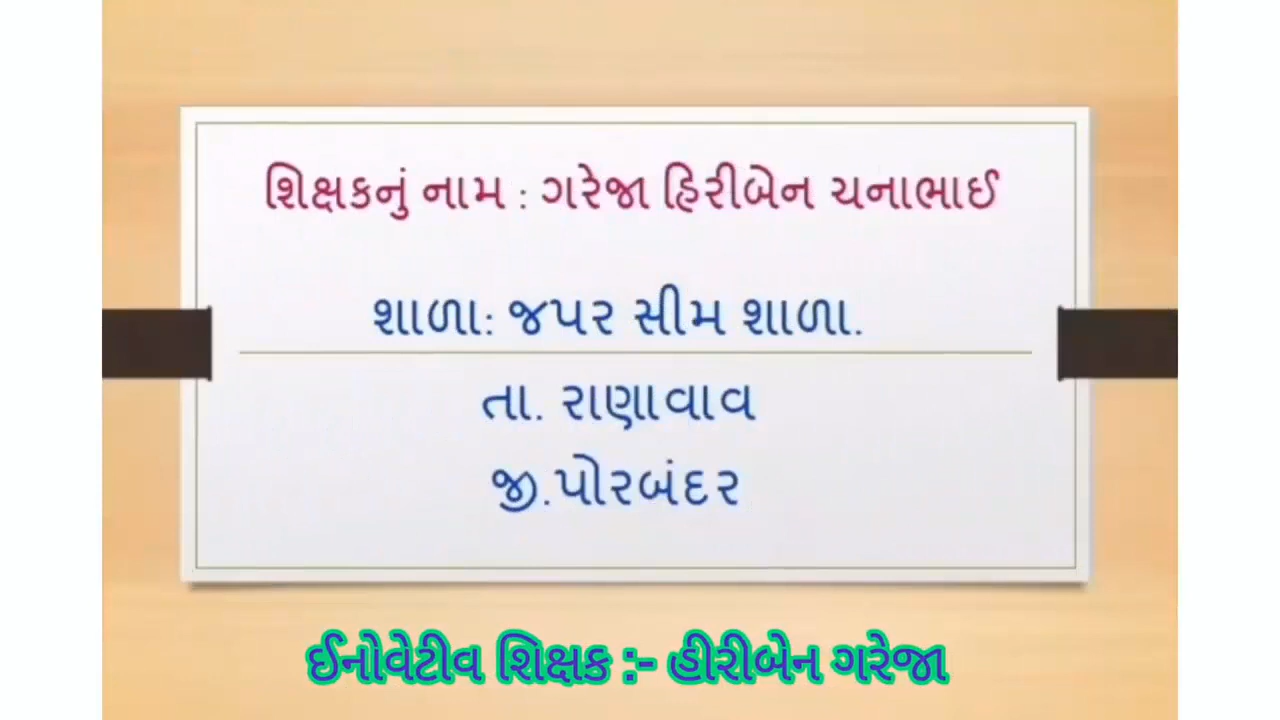 શિક્ષકનું નામ : ગરેજા હિરીબેન ચનાભાઈ
શાળા: જપર સીમ શાળા.
તા. રાણાવાવ
જી.પોરબંદર
ઈનોવેટીવ શિક્ષક :- હીરીબેન ગરેજા